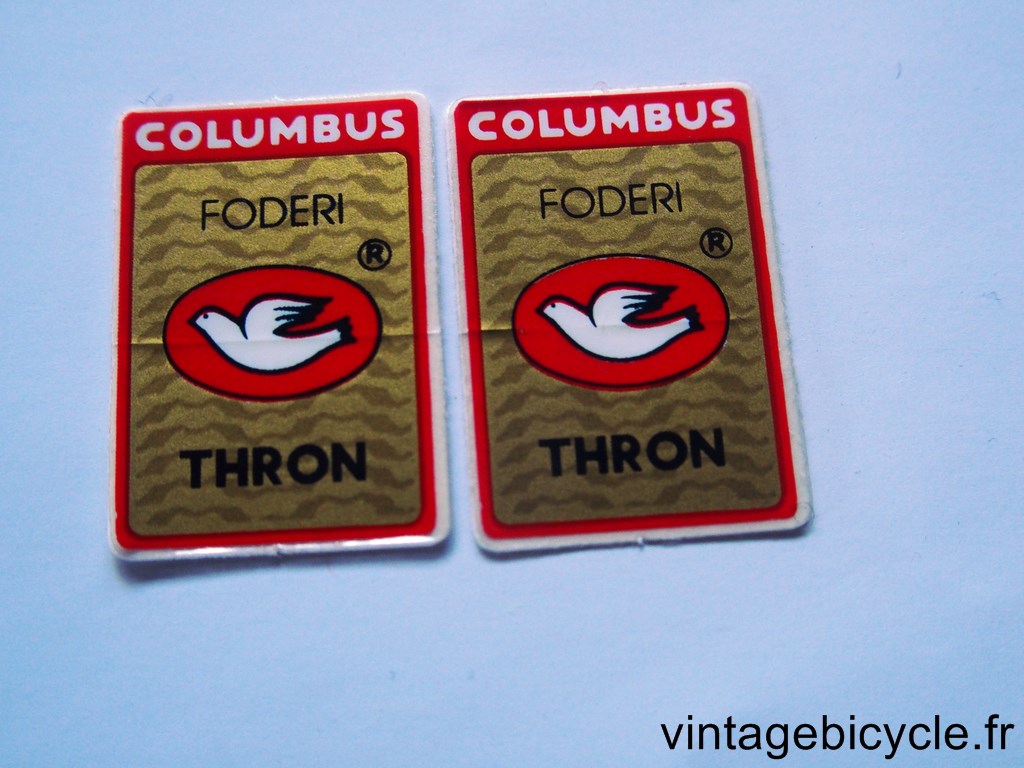 COLUMBUS
FODERI
®
THRON
COLUMBUS
FODERI
®
THRON
vintagebicycle.fr